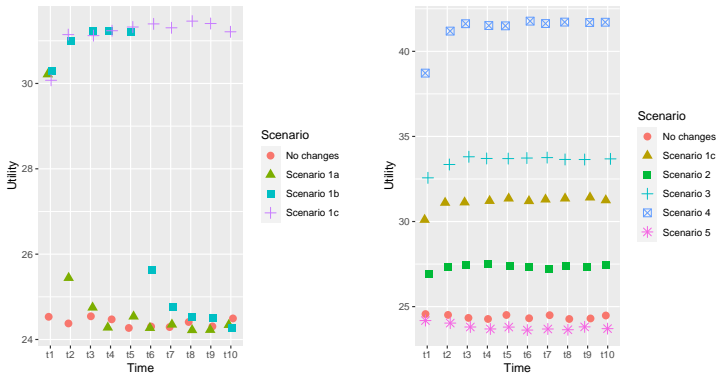 30
28
26
24
Utility
t1 t2 t3 t4 t5 t6 t7 t8 t9 t10
Time
Scenario
No changes
Scenario 1a
Scenario 1b
Scenario 1c
40
35
30
25
Utility
t1 t2 t3 t4 t5 t6 t7 t8 t9 t10
Time
Scenario
No changes
Scenario 1c
Scenario 2
Scenario 3
Scenario 4
Scenario 5